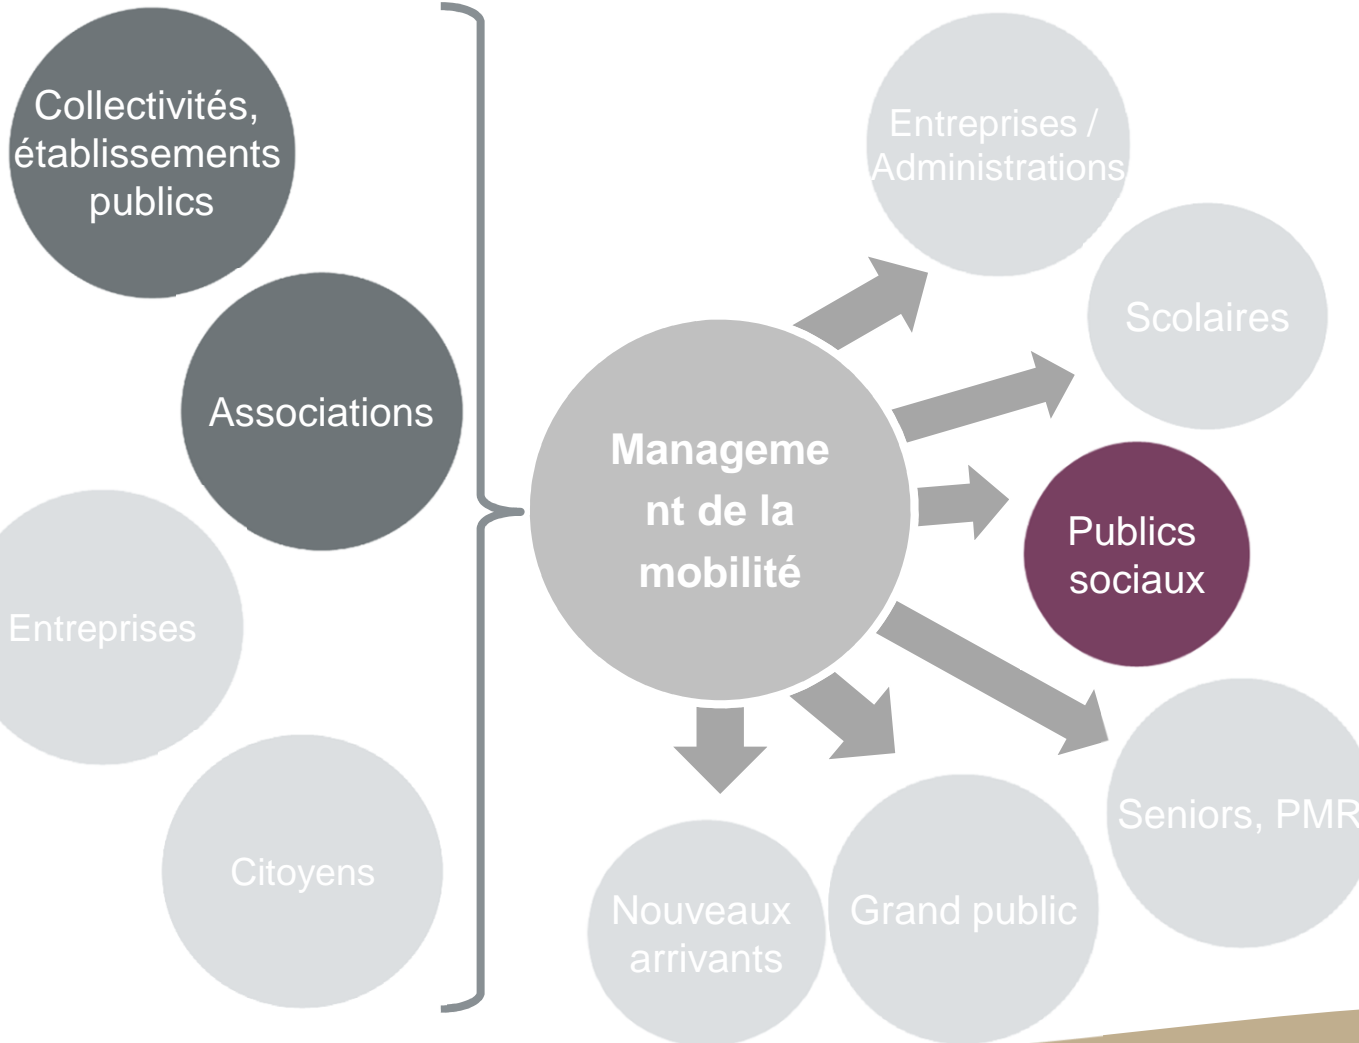 Collectivités,
établissements
publics
Associations
Entreprises
Citoyens
Manageme
nt de la
mobilité
Entreprises /
Administrations
Scolaires
Publics
sociaux
Seniors, PMR
Grand public
Nouveaux
arrivants